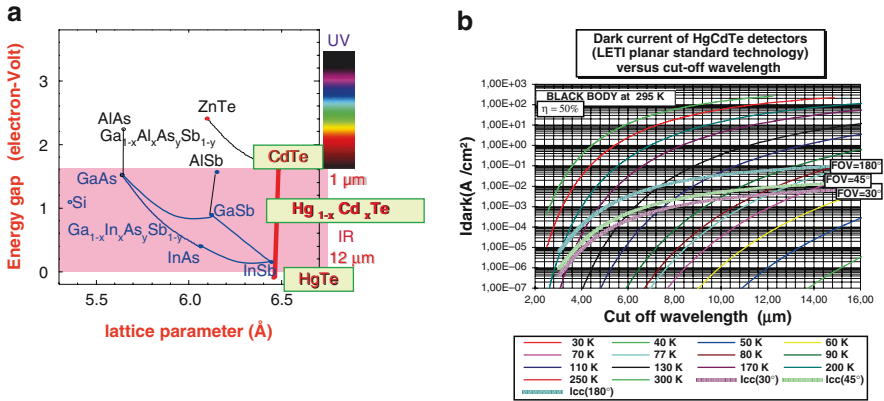 a
Energy gap (electron-Volt)
3
2
1
0
5.5
6.0
6.5
lattice parameter (Å)
UV
AlAs
Ga1-xAlxAsySb1-y
ZnTe
CdTe
AlSb
GaAs
Si
GaSb
Ga1-xInxAsySb1-y
InAs
InSb
1 µm
Hg 1-x Cd xTe
IR
12 µm
HgTe
b
Dark current of HgCdTe detectors
(LETI planar standard technology)
versus cut-off wavelength
Idark(A /cm²)
1,00E+03
1,00E+02
1,00E+01
1,00E+00
1,00E-01
1,00E-02
1,00E-03
1,00E-04
1,00E-05
1,00E-06
1,00E-07
BLACK BODY at 295 K
η = 50%
FOV=180°
FOV=45°
FOV=30°
2,00 4,00 6,00 8,00 10,00 12,00 14,00 16,00
Cut off wavelength (µm)
30 K 40 K 50 K 60 K
70 K 77 K 80 K 90 K
110 K 130 K 170 K 200 K
250 K 300 K Icc(30°) Icc(45°)
Icc(180°)